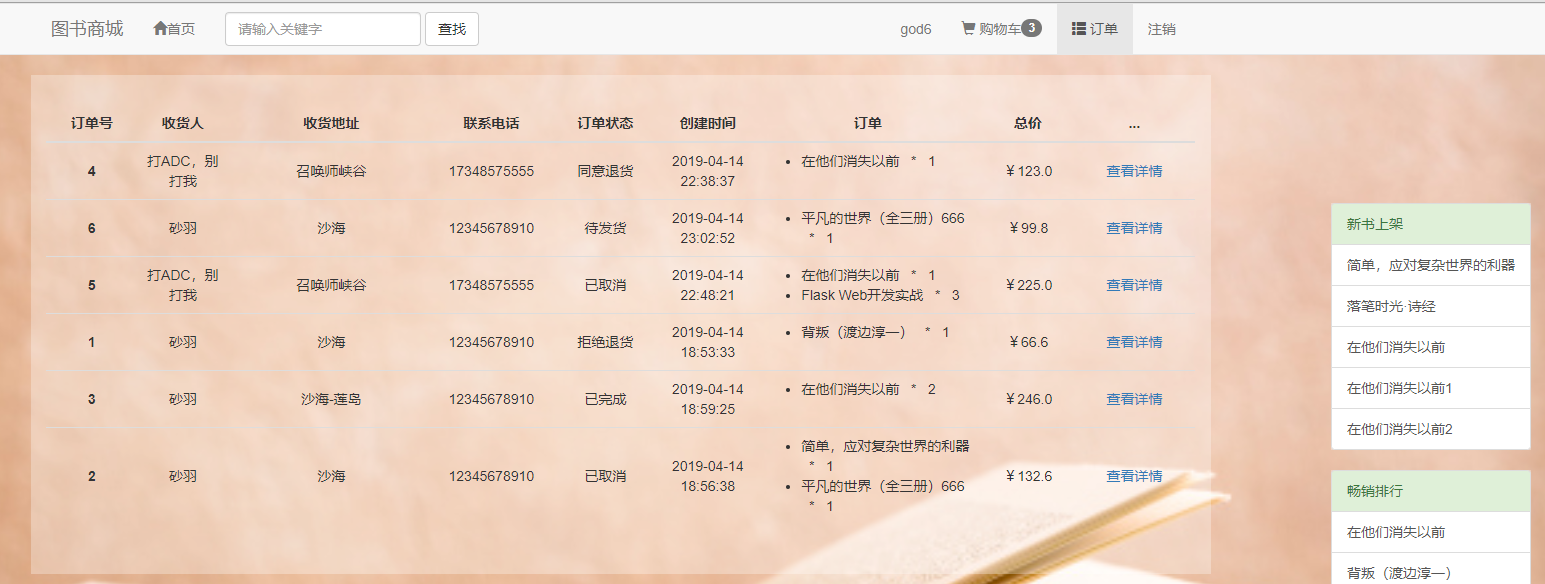 图书商城 首页 请输入关键字 查找 god6 购物车3 订单 注销
订单号 收货人 收货地址 联系电话 订单状态 创建时间 订单 总价 ...
4 打ADC，别打我 召唤师峡谷 17348575555 同意退货 2019-04-14 22:38:37 在他们消失以前 * 1 ￥123.0 查看详情
6 砂羽 沙海 12345678910 待发货 2019-04-14 23:02:52 平凡的世界（全三册）666 * 1 ￥99.8 查看详情
5 打ADC，别打我 召唤师峡谷 17348575555 已取消 2019-04-14 22:48:21 在他们消失以前 * 1 Flask Web开发实战 * 3 ￥225.0 查看详情
1 砂羽 沙海 12345678910 拒绝退货 2019-04-14 18:53:33 背叛（渡边淳一） * 1 ￥66.6 查看详情
3 砂羽 沙海-莲岛 12345678910 已完成 2019-04-14 18:59:25 在他们消失以前 * 2 ￥246.0 查看详情
2 砂羽 沙海 12345678910 已取消 2019-04-14 18:56:38 简单，应对复杂世界的利器 * 1 平凡的世界（全三册）666 * 1 ￥132.6 查看详情
新书上架
简单，应对复杂世界的利器
落笔时光·诗经
在他们消失以前
在他们消失以前1
在他们消失以前2
畅销排行
在他们消失以前
背叛（渡边淳一）